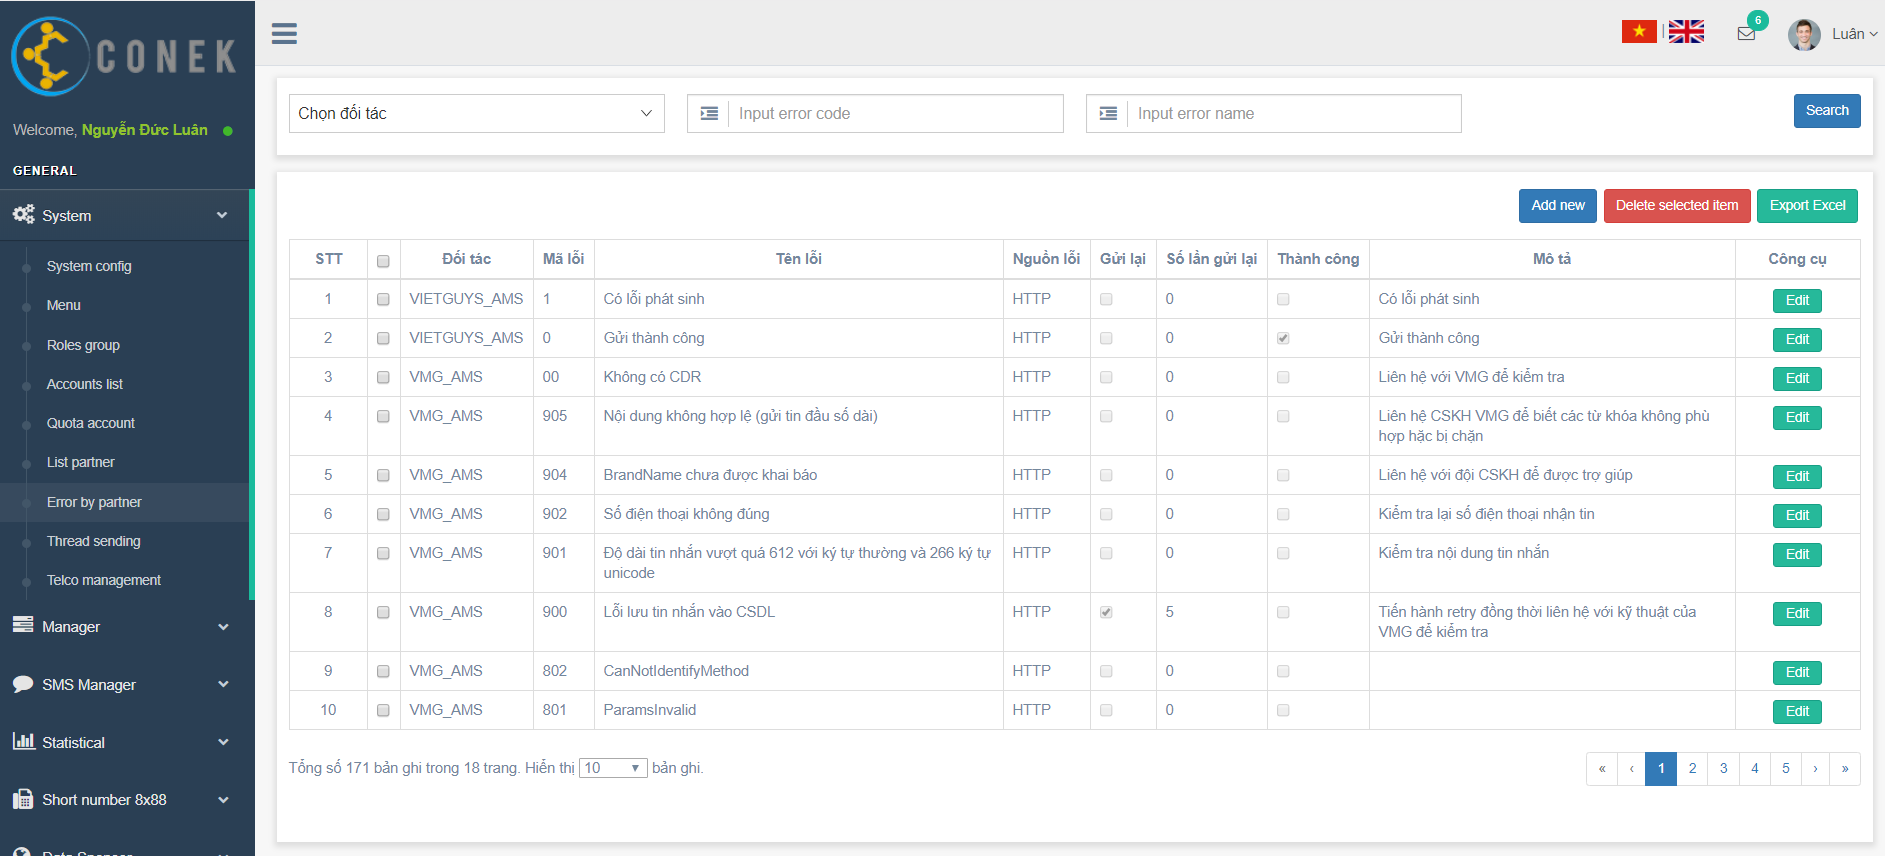 CONEK
6
Luân
Welcome, Nguyễn Đức Luân
GENERAL
System
System config
Menu
Roles group
Accounts list
Quota account
List partner
Error by partner
Thread sending
Telco management
Manager
SMS Manager
Statistical
Short number 8x88
Chọn đối tác
Input error code
Input error name
Search
Add new
Delete selected item
Export Excel
STT Đối tác Mã lỗi Tên lỗi Nguồn lỗi Gửi lại Số lần gửi lại Thành công Mô tả Công cụ
1 VIETGUYS_AMS 1 Có lỗi phát sinh HTTP 0 Có lỗi phát sinh Edit
2 VIETGUYS_AMS 0 Gửi thành công HTTP 0 Gửi thành công Edit
3 VMG_AMS 00 Không có CDR HTTP 0 Liên hệ với VMG để kiểm tra Edit
4 VMG_AMS 905 Nội dung không hợp lệ (gửi tin đầu số dài) HTTP 0 Liên hệ CSKH VMG để biết các từ khóa không phù Edit
hợp hặc bị chặn
5 VMG_AMS 904 BrandName chưa được khai báo HTTP 0 Liên hệ với đội CSKH để được trợ giúp Edit
6 VMG_AMS 902 Số điện thoại không đúng HTTP 0 Kiểm tra lại số điện thoại nhận tin Edit
7 VMG_AMS 901 Độ dài tin nhắn vượt quá 612 với ký tự thường và 266 ký tự HTTP 0 Kiểm tra nội dung tin nhắn Edit
unicode
8 VMG_AMS 900 Lỗi lưu tin nhắn vào CSDL HTTP 5 Tiến hành retry đồng thời liên hệ với kỹ thuật của Edit
VMG để kiểm tra
9 VMG_AMS 802 CanNotIdentifyMethod HTTP 0 Edit
10 VMG_AMS 801 ParamsInvalid HTTP 0 Edit
Tổng số 171 bản ghi trong 18 trang. Hiển thị 10 bản ghi.
« ‹ 1 2 3 4 5 › »